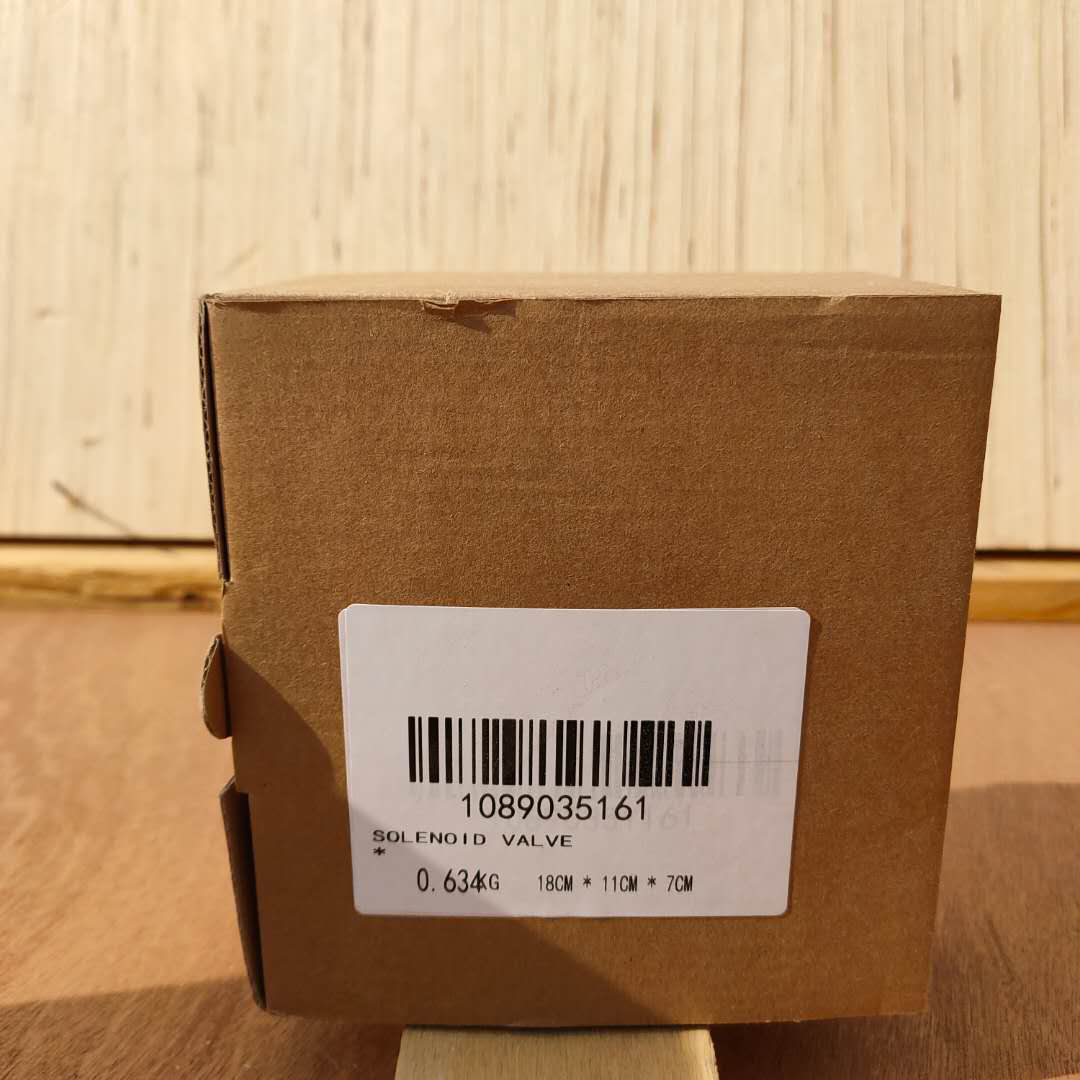 1089035161
SOLENOID VALVE
*
0.634KG 18CM * 11CM * 7CM